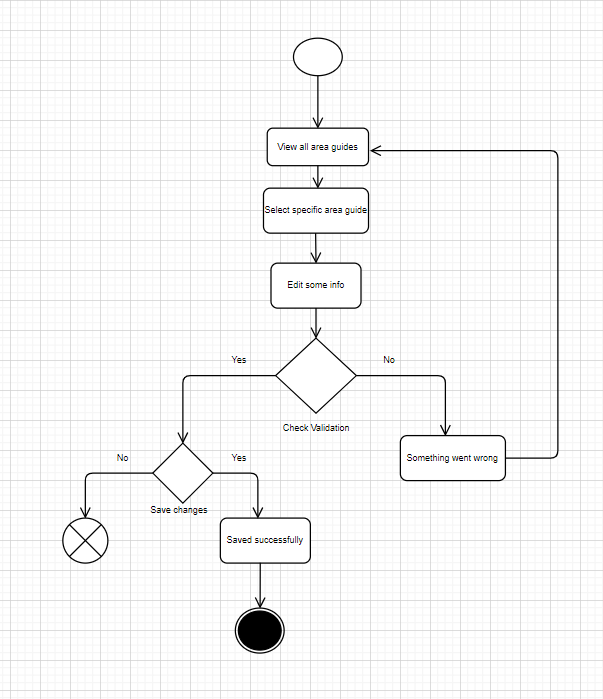 View all area guides
Select specific area guide
Edit some info
Yes
No
Check Validation
Something went wrong
No
Yes
Save changes
Saved successfully